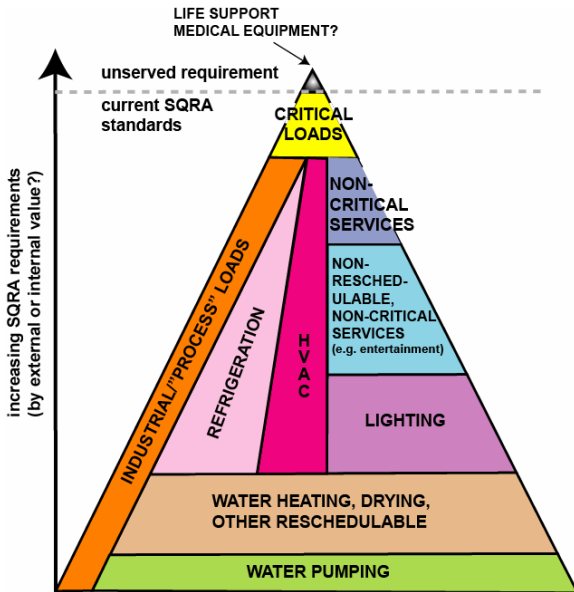 LIFE SUPPORT
MEDICAL EQUIPMENT?
unserved requirement
current SQRA
standards
CRITICAL
LOADS
increasing SQRA requirements
(by external or internal value?)
INDUSTRIAL/"PROCESS" LOADS
REFRIGERATION
HVAC
NON-
CRITICAL
SERVICES
NON-
RESCHED-
ULABLE,
NON-CRITICAL
SERVICES
(e.g. entertainment)
LIGHTING
WATER HEATING, DRYING,
OTHER RESCHEDULABLE
WATER PUMPING